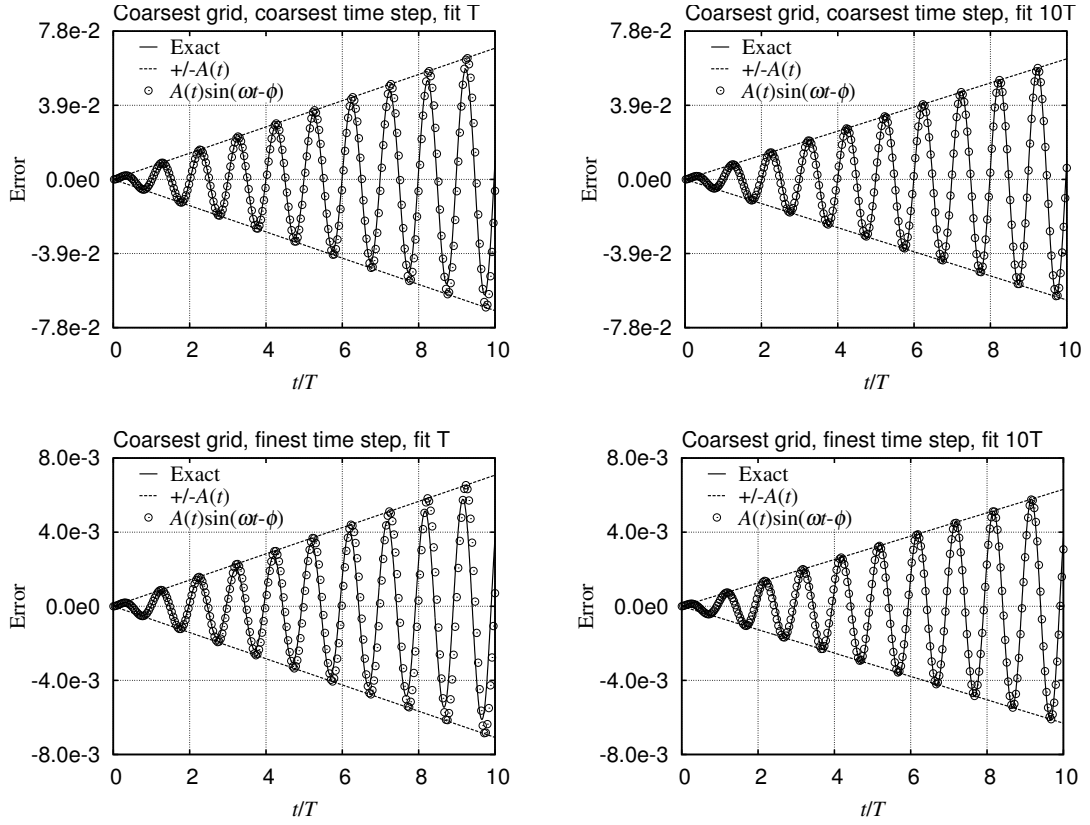 Coarsest grid, coarsest time step, fit T
7.8e-2
3.9e-2
0.0e0
-3.9e-2
-7.8e-2
Error
Exact
+/-A(t)
A(t)sin(ωt-ϕ)
0 2 4 6 8 10
t/T
Coarsest grid, coarsest time step, fit 10T
7.8e-2
3.9e-2
0.0e0
-3.9e-2
-7.8e-2
Error
Exact
+/-A(t)
A(t)sin(ωt-ϕ)
0 2 4 6 8 10
t/T
Coarsest grid, finest time step, fit T
8.0e-3
4.0e-3
0.0e0
-4.0e-3
-8.0e-3
Error
Exact
+/-A(t)
A(t)sin(ωt-ϕ)
0 2 4 6 8 10
t/T
Coarsest grid, finest time step, fit 10T
8.0e-3
4.0e-3
0.0e0
-4.0e-3
-8.0e-3
Error
Exact
+/-A(t)
A(t)sin(ωt-ϕ)
0 2 4 6 8 10
t/T